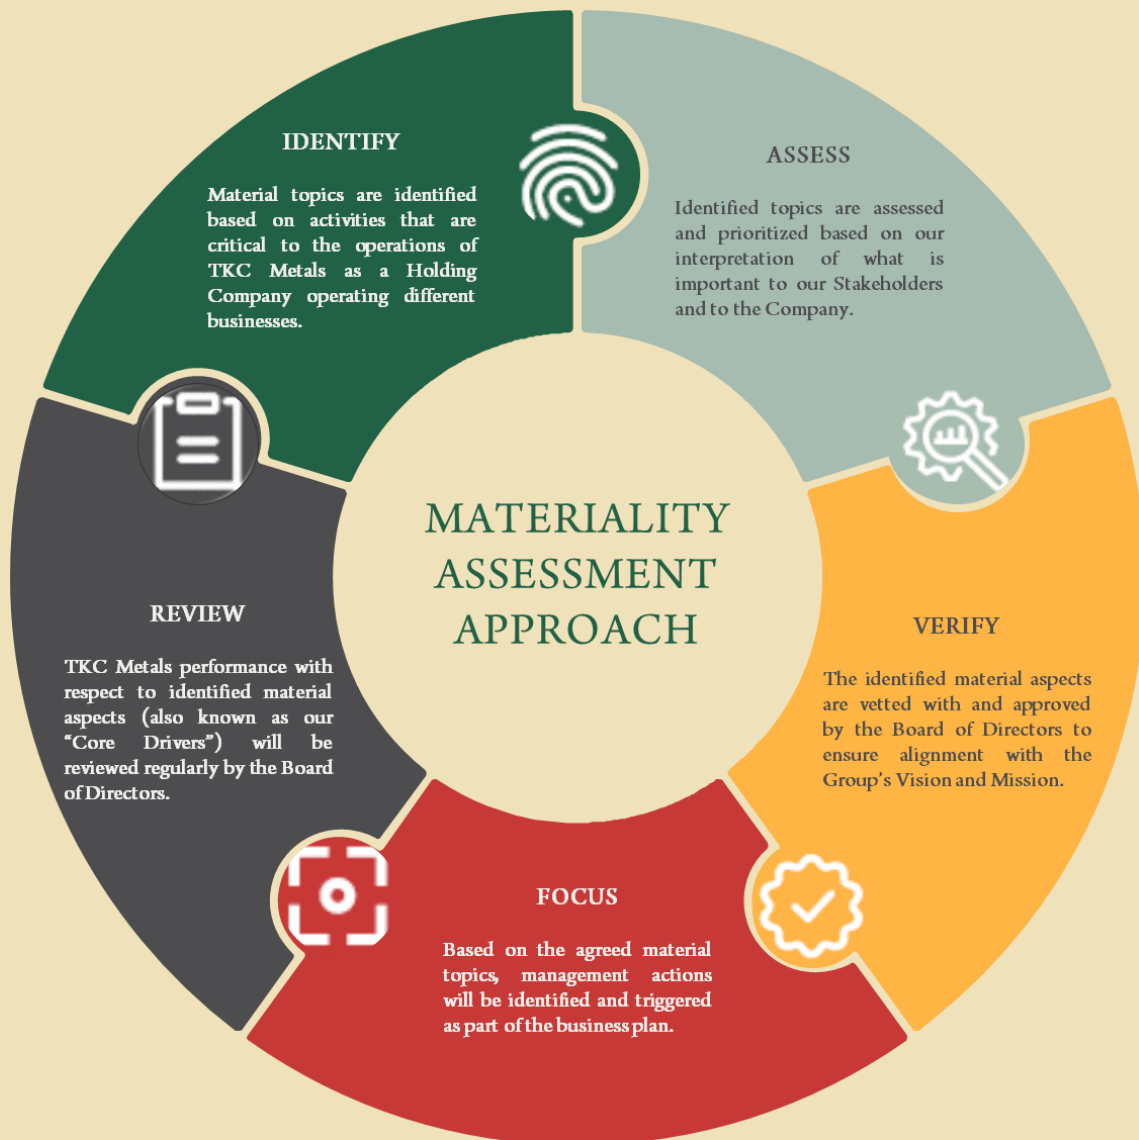 IDENTIFY
Material topics are identified
based on activities that are
critical to the operations of
TKC Metals as a Holding
Company operating different
businesses.
ASSESS
Identified topics are assessed
and prioritized based on our
interpretation of what is
important to our Stakeholders
and to the Company.
MATERIALITY
ASSESSMENT
APPROACH
VERIFY
The identified material aspects
are vetted with and approved
by the Board of Directors to
ensure alignment with the
Group's Vision and Mission.
FOCUS
Based on the agreed material
topics, management actions
will be identified and triggered
as part of the business plan.
REVIEW
TKC Metals performance with
respect to identified material
aspects (also known as our
“Core Drivers”) will be
reviewed regularly by the Board
of Directors.